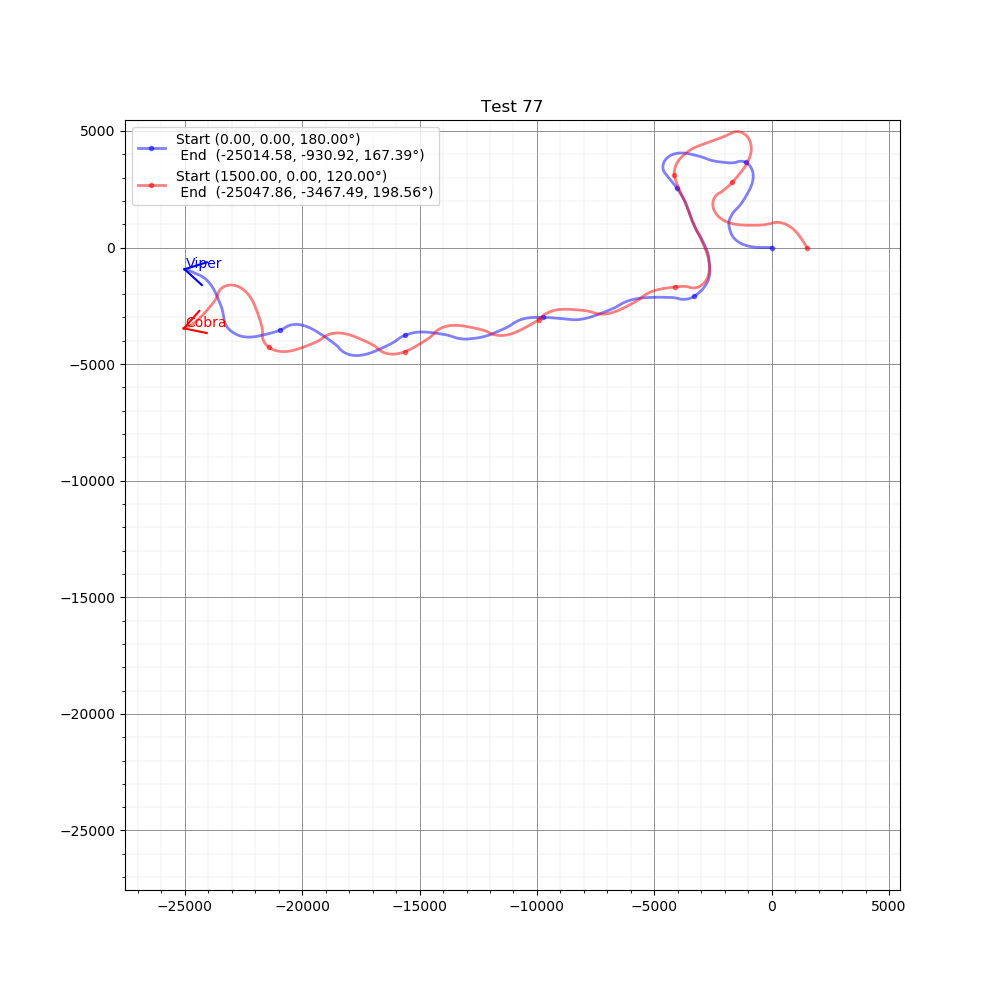 Test 77
Start (0.00, 0.00, 180.00°)
End (-25014.58, -930.92, 167.39°)
Start (1500.00, 0.00, 120.00°)
End (-25047.86, -3467.49, 198.56°)
5000
0
−5000
−10000
−15000
−20000
−25000
Viper
Cobra
−25000
−20000
−15000
−10000
−5000
0
5000